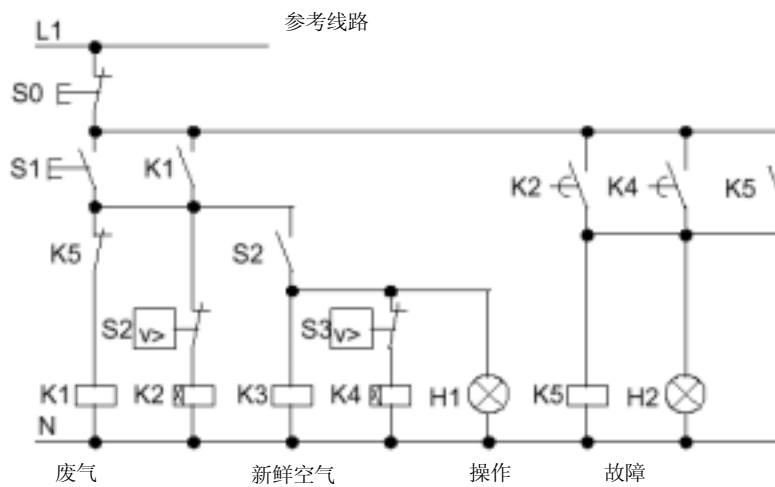 参考线路
L1
S0
S1 K1 K2 K4 K5
K5 S2
S2 v> S3 v>
K1 K2 K3 K4 H1 K5 H2
N
废气 新鲜空气 操作 故障